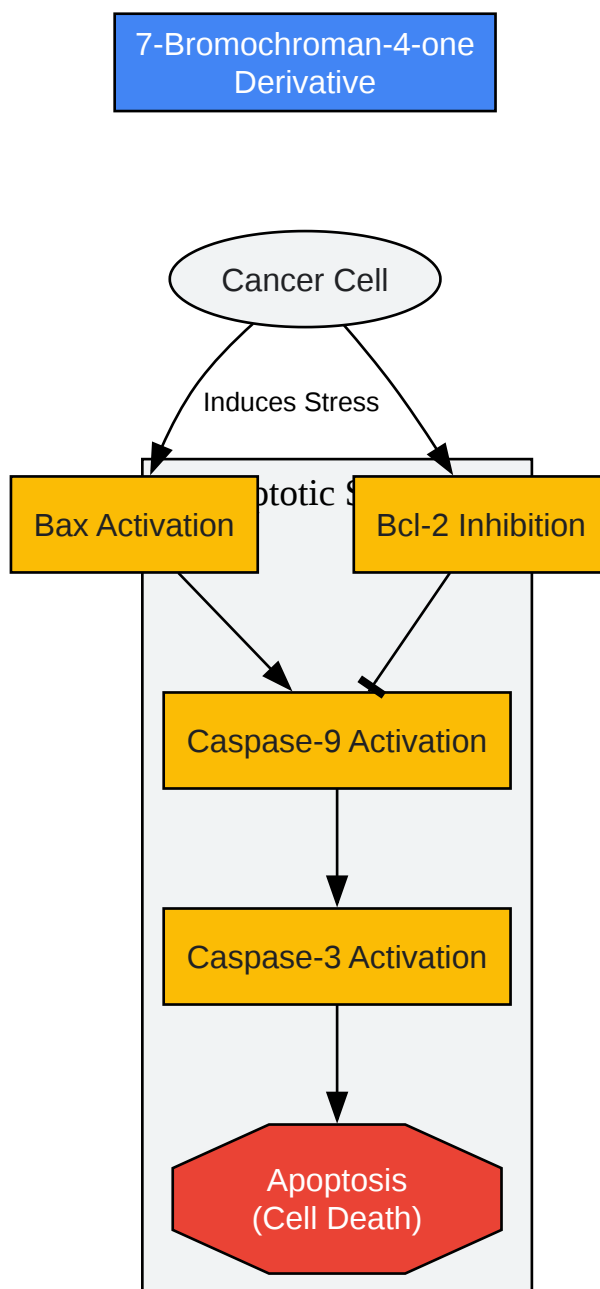 7-Bromochroman-4-one
Derivative
Cancer Cell
Induces Stress
Bax Activation
Bcl-2 Inhibition
Caspase-9 Activation
Caspase-3 Activation
Apoptosis
(Cell Death)